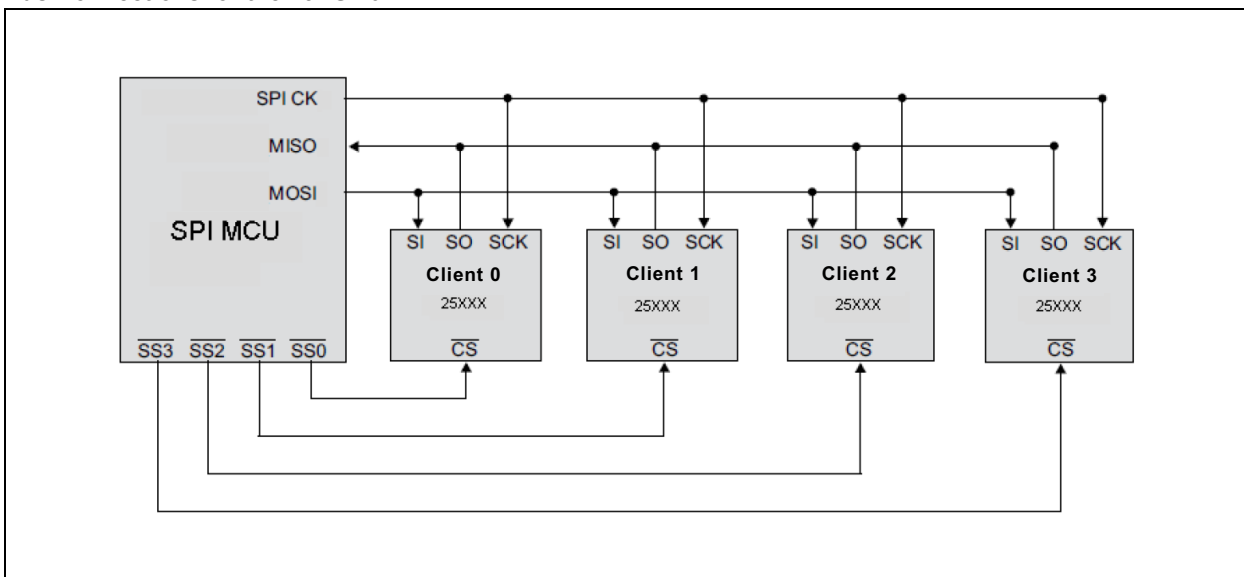 SPI CK
MISO
MOSI
SPI MCU
SS3 SS2 SS1 SS0
SI SO SCK
Client 0
25XXX
CS
SI SO SCK
Client 1
25XXX
CS
SI SO SCK
Client 2
25XXX
CS
SI SO SCK
Client 3
25XXX
CS